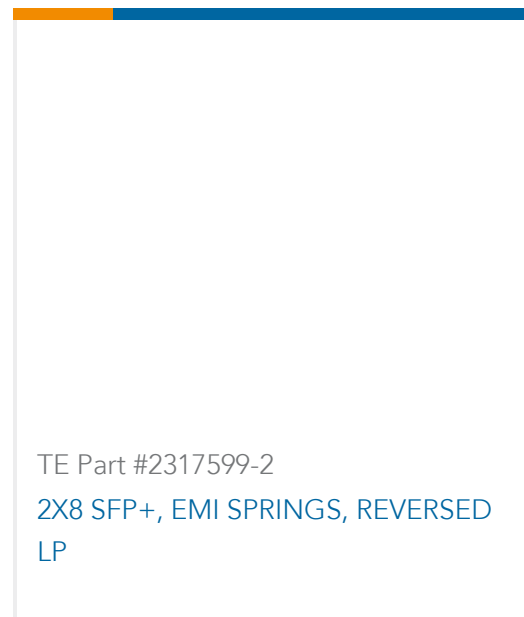 TE Part #2317599-2
2X8 SFP+, EMI SPRINGS, REVERSED
LP